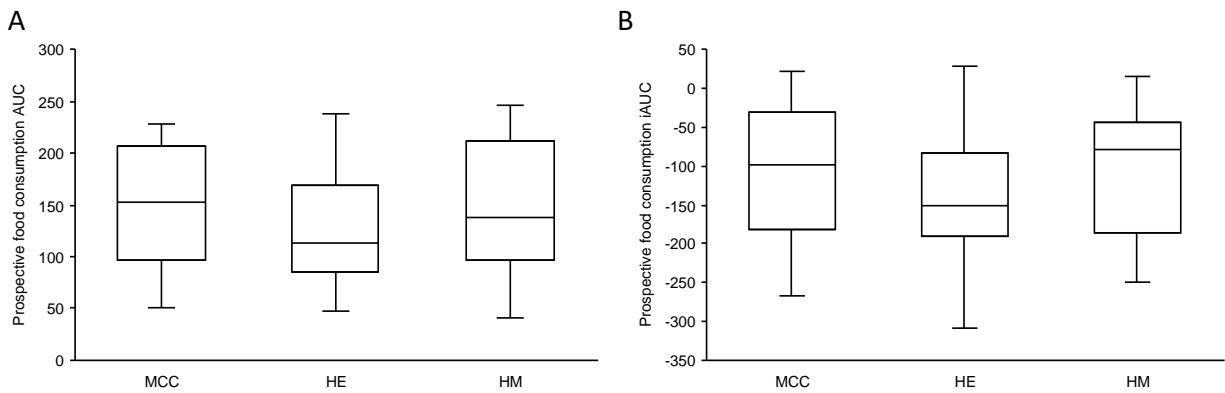 A
Prospective food consumption AUC
300
250
200
150
100
50
0
MCC HE HM
B
Prospective food consumption iAUC
50
0
-50
-100
-150
-200
-250
-300
-350
MCC HE HM